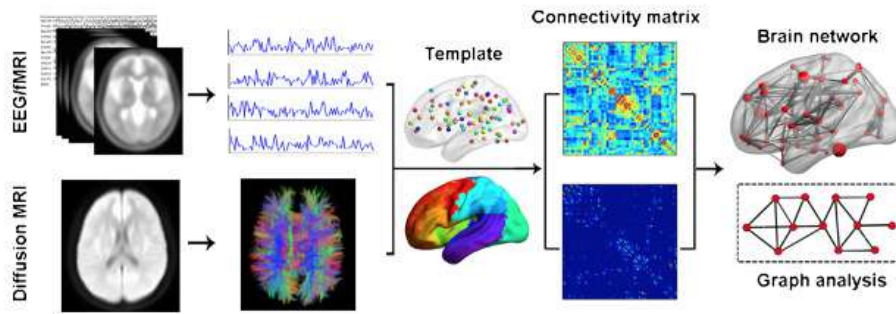 EEG/fMRI
Template
Connectivity matrix
Brain network
Diffusion MRI
Graph analysis